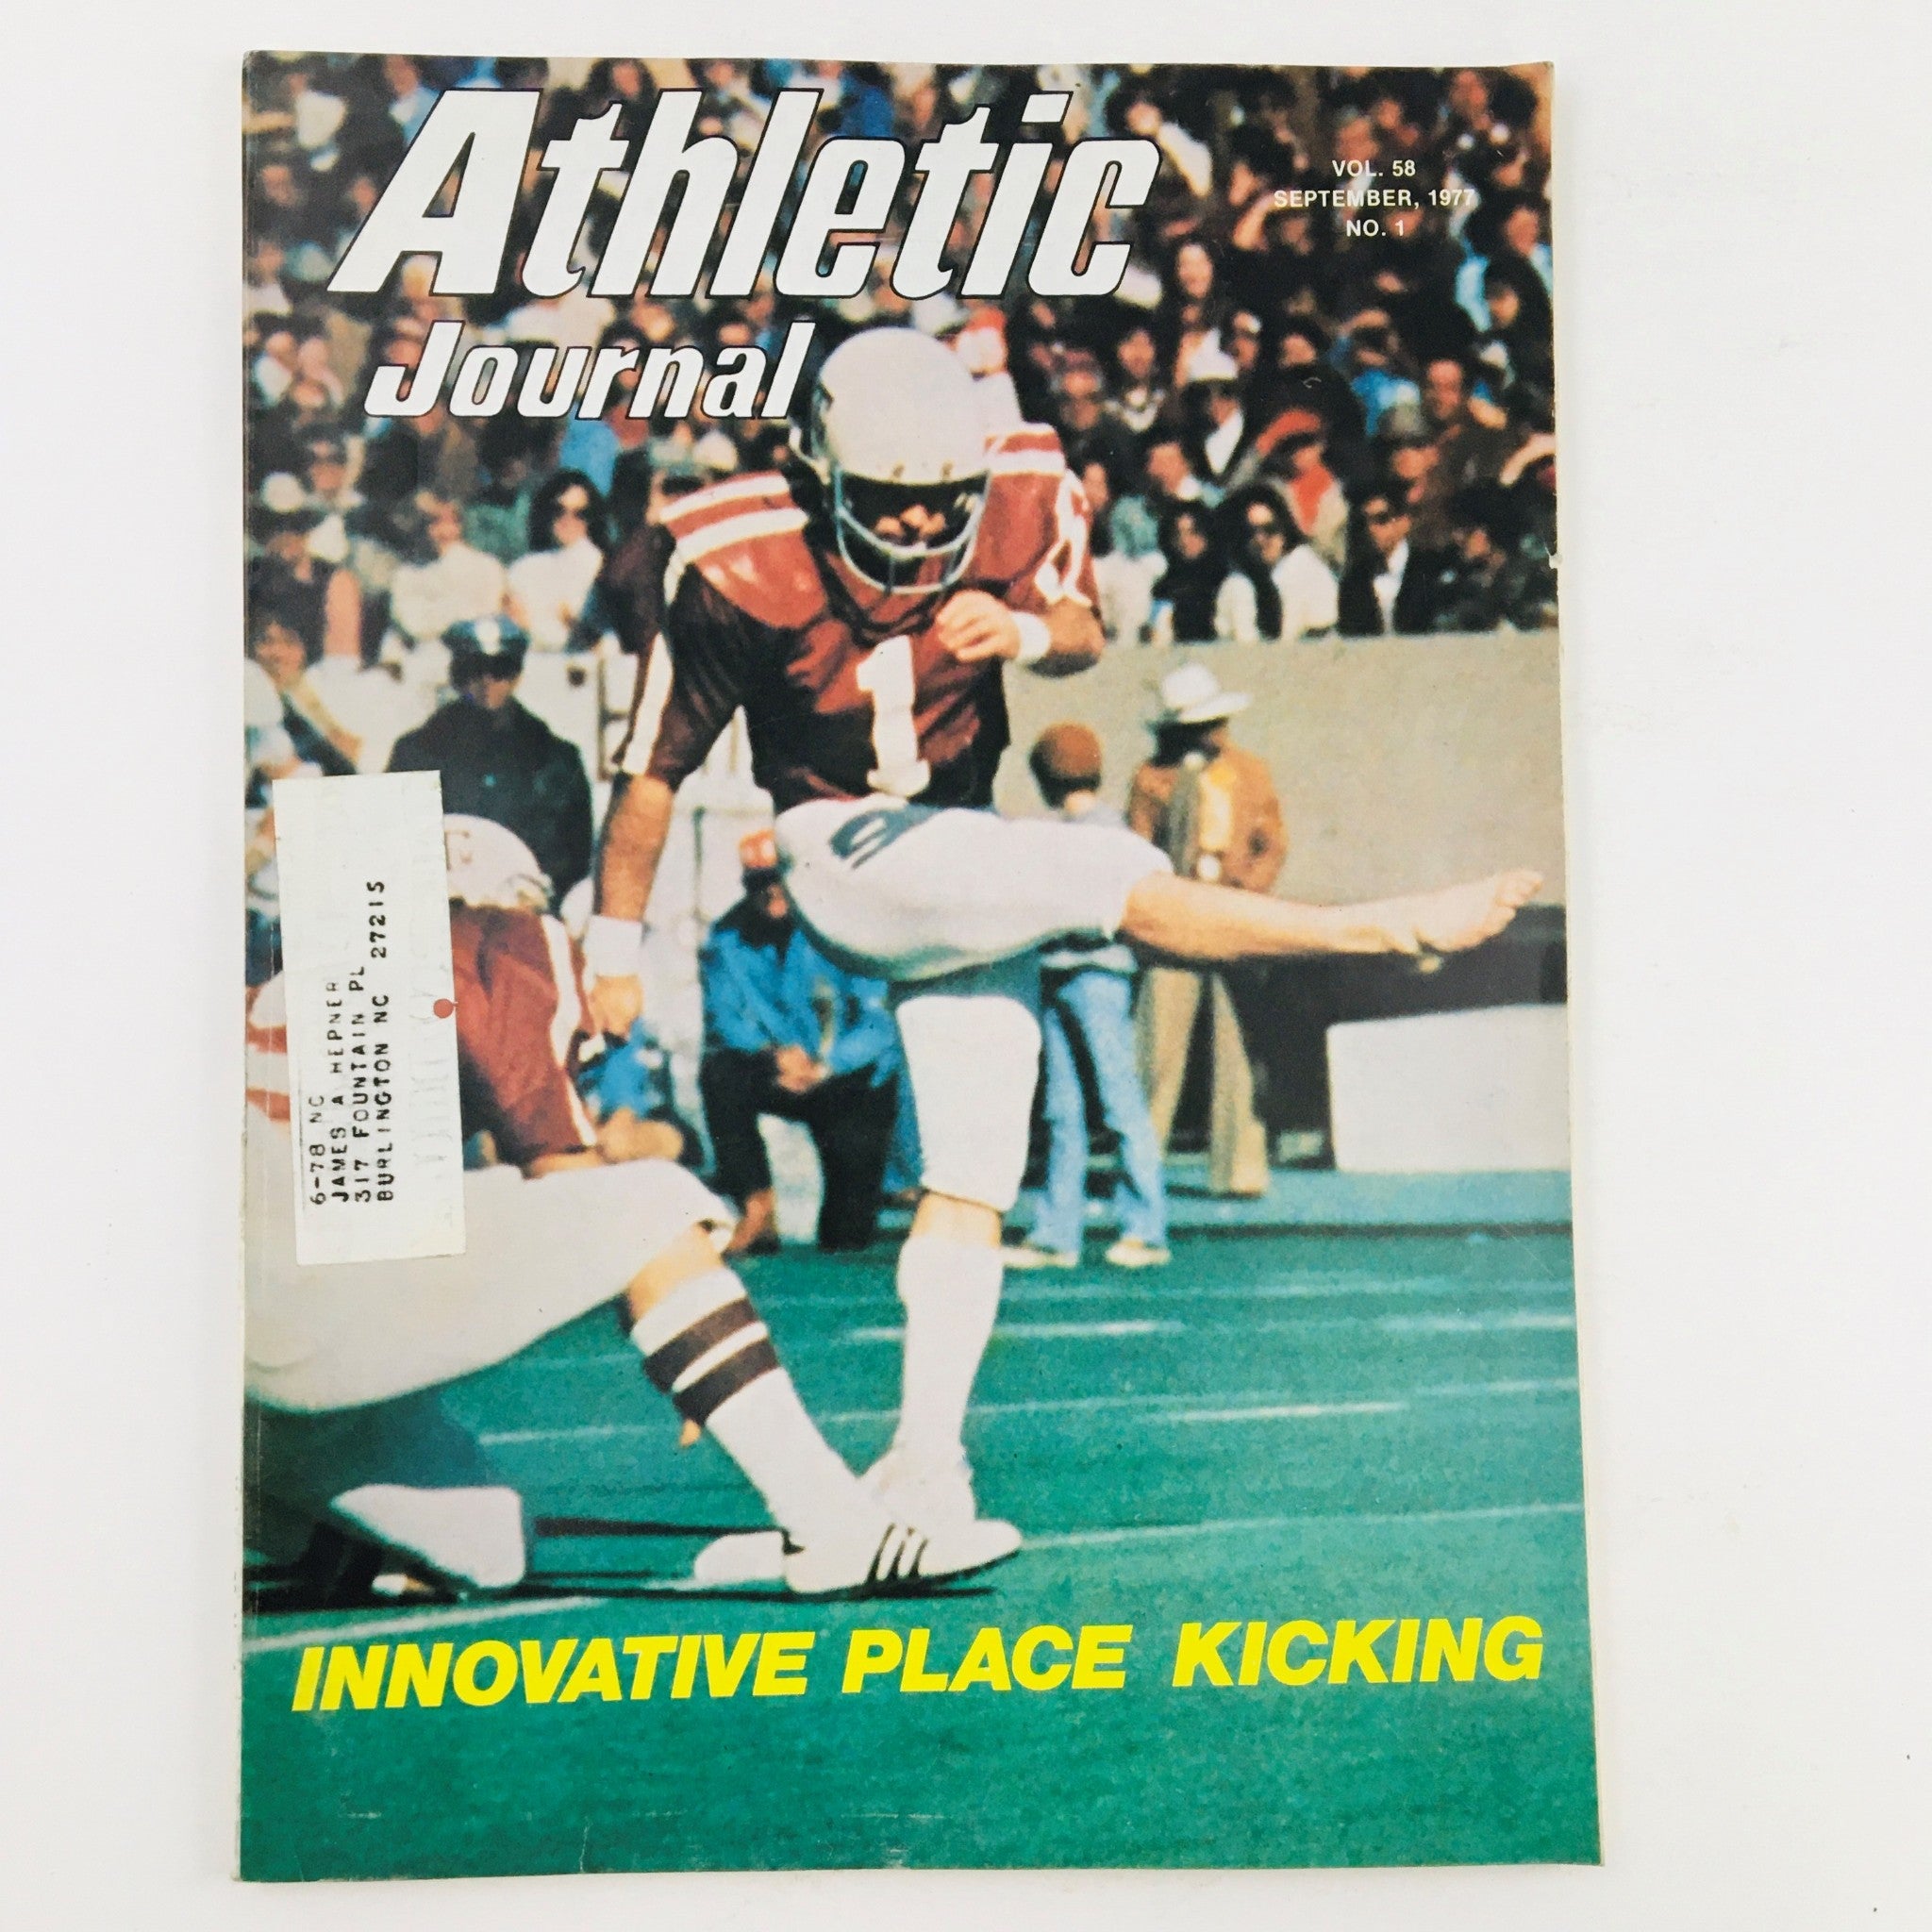 Athletic
Journal
VOL. 58
SEPTEMBER, 1977
NO. 1
1
6-78 NC
JAMES A HEPNER
317 FOUNTAIN PL
BURLINGTON NC 27215
INNOVATIVE PLACE KICKING